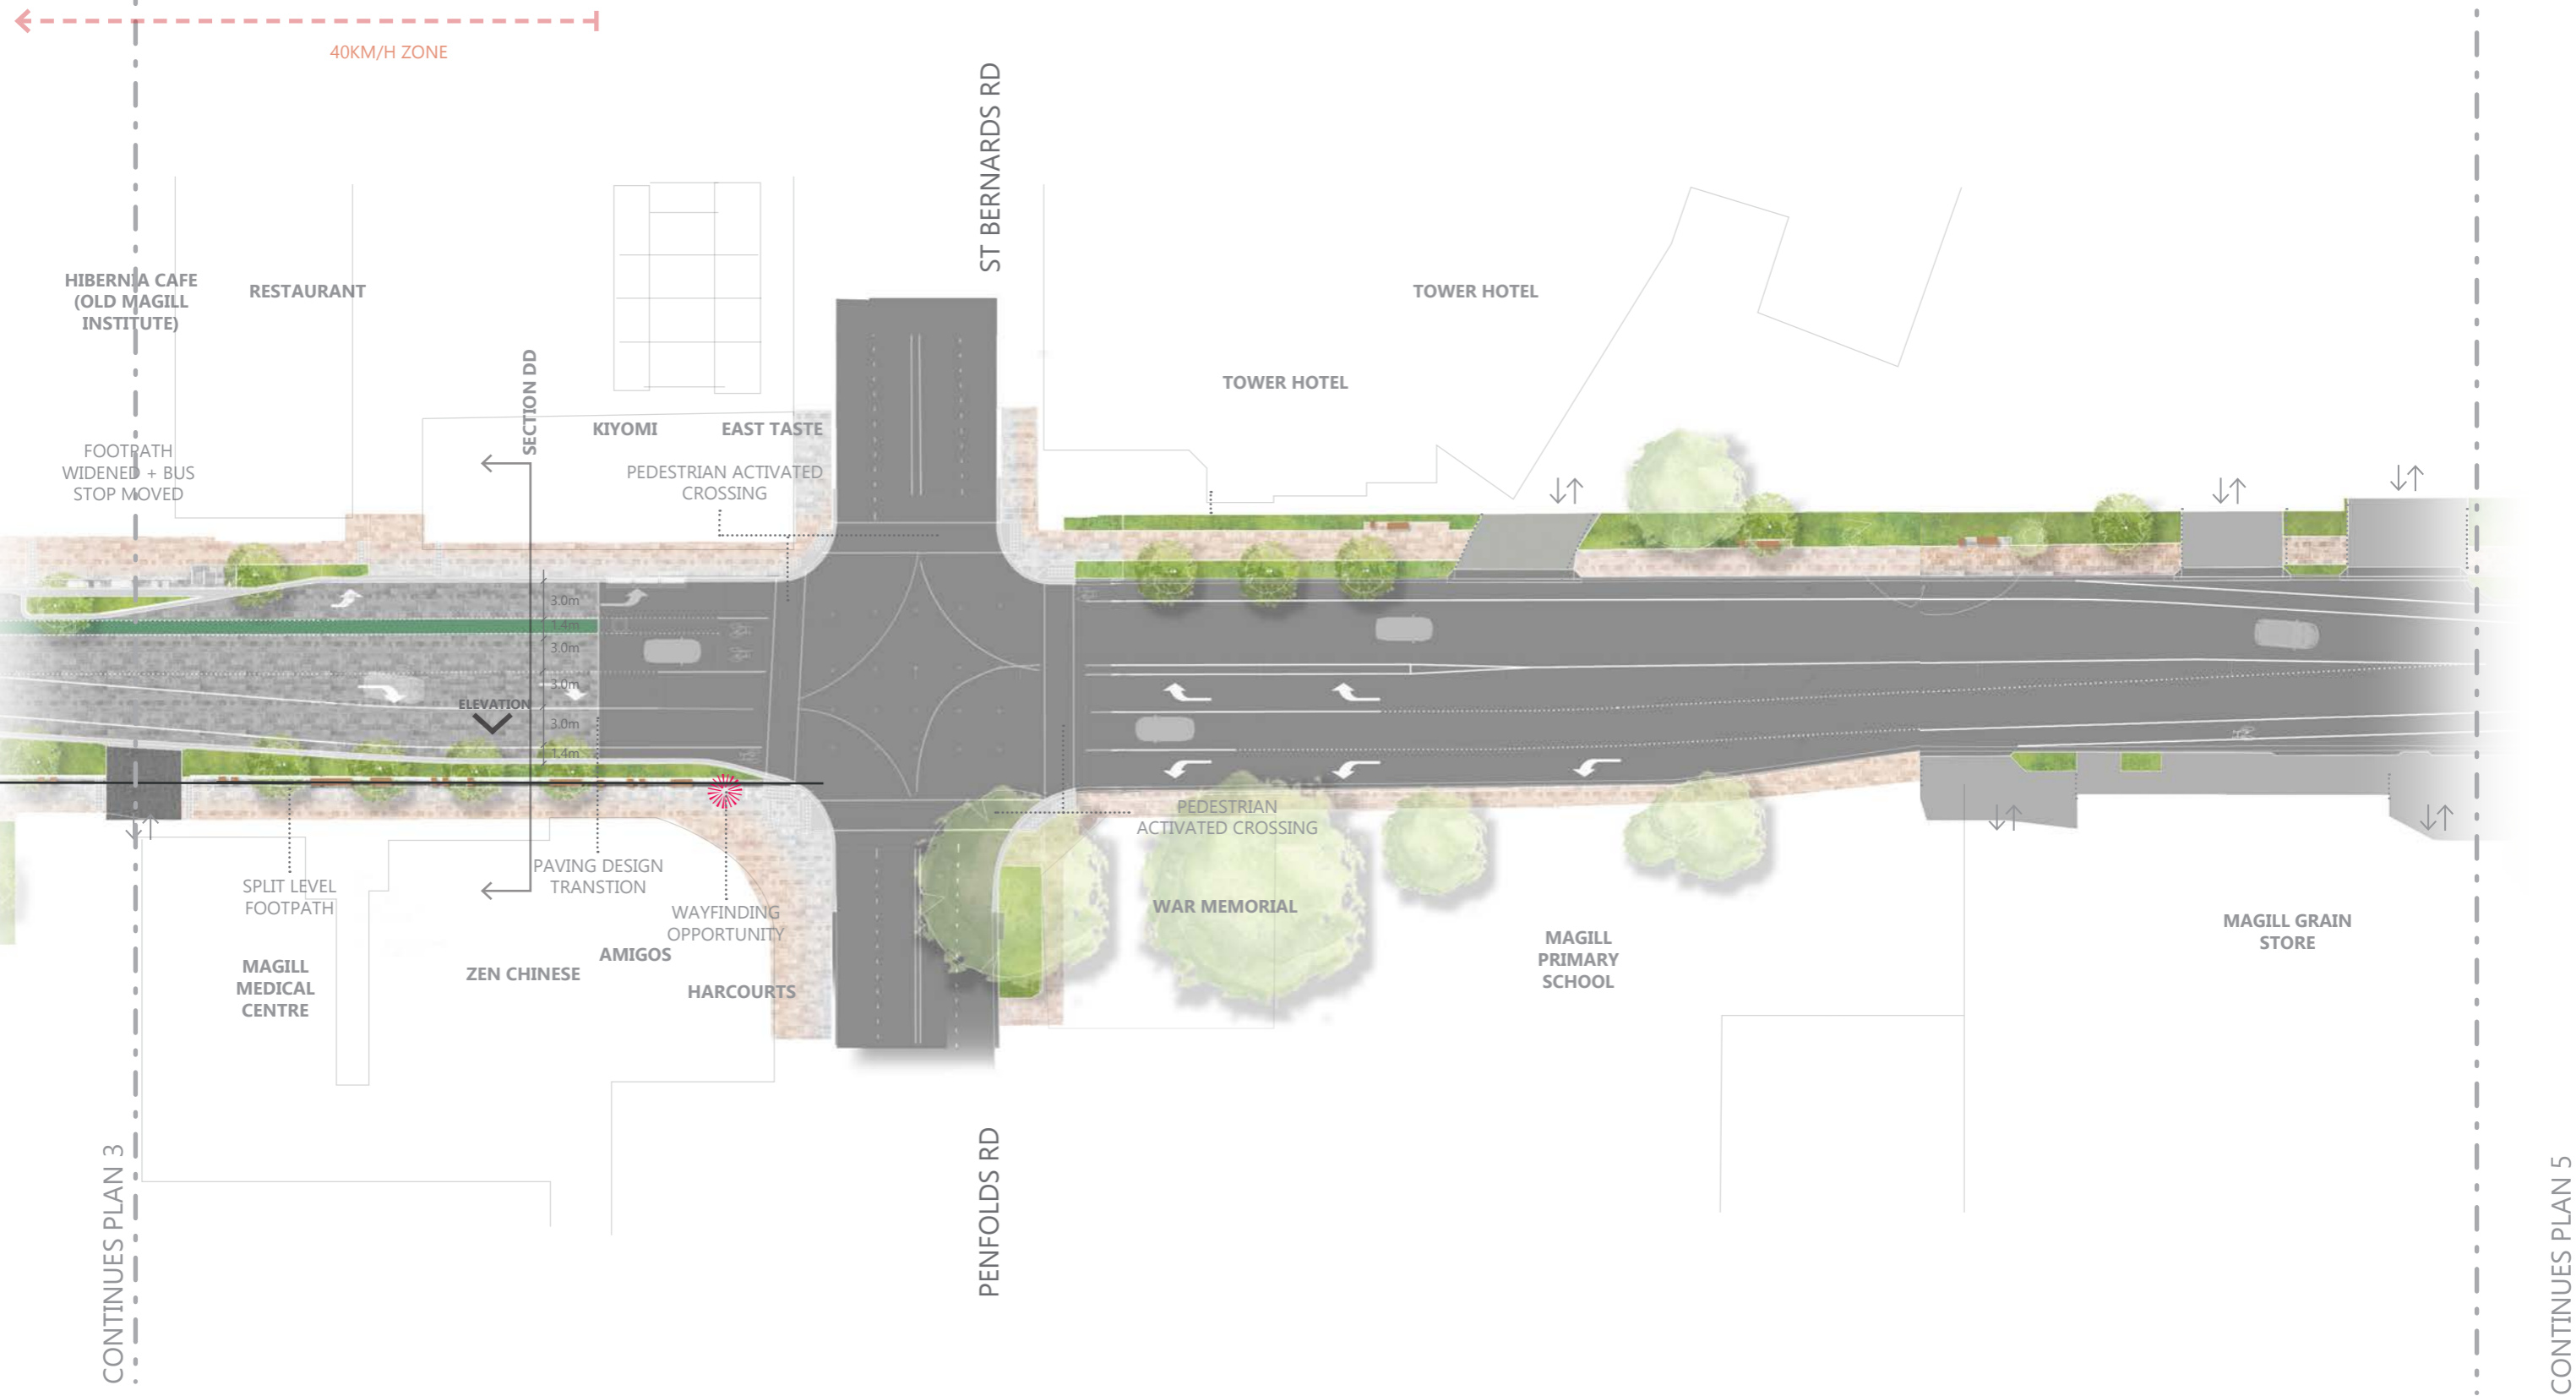 40KM/H ZONE
ST BERNARDS RD
HIBERNIA CAFE
(OLD MAGILL
INSTITUTE)
RESTAURANT
TOWER HOTEL
TOWER HOTEL
SECTION DD
KIYOMI
EAST TASTE
FOOTPATH
WIDENED + BUS
STOP MOVED
PEDESTRIAN ACTIVATED
CROSSING
3.0m
1.4m
3.0m
3.0m
ELEVATION
3.0m
1.4m
PEDESTRIAN
ACTIVATED CROSSING
SPLIT LEVEL
FOOTPATH
PAVING DESIGN
TRANSTION
WAYFINDING
OPPORTUNITY
WAR MEMORIAL
MAGILL
MEDICAL
CENTRE
ZEN CHINESE
AMIGOS
HARCOURTS
MAGILL
PRIMARY
SCHOOL
MAGILL GRAIN
STORE
CONTINUES PLAN 3
PENFOLDS RD
CONTINUES PLAN 5